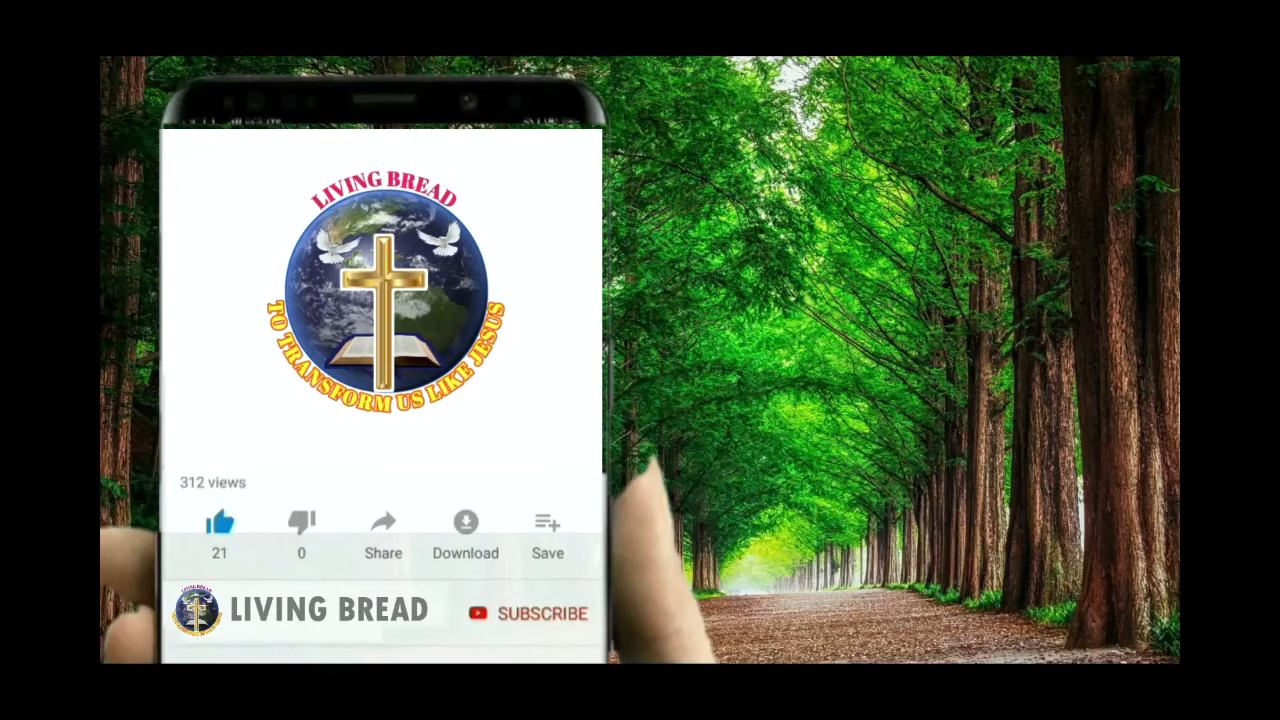 LIVING BREAD
TO TRANSFORM US LIKE JESUS
312 views
21
0
Share
Download
Save
LIVING BREAD
SUBSCRIBE